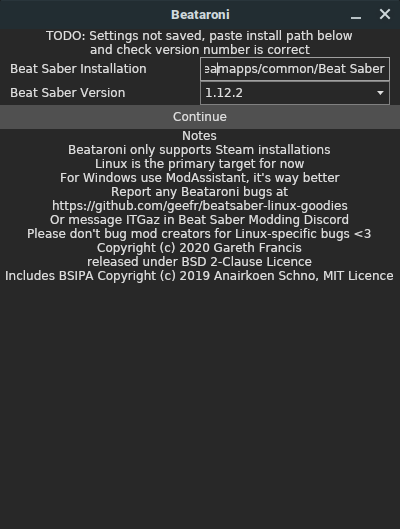 Beataroni
TODO: Settings not saved, paste install path below
and check version number is correct
Beat Saber Installation
eamapps/common/Beat Saber
Beat Saber Version
1.12.2
Continue
Notes
Beataroni only supports Steam installations
Linux is the primary target for now
For Windows use ModAssistant, it's way better
Report any Beataroni bugs at
https://github.com/geefr/beatsaber-linux-goodies
Or message ITGaz in Beat Saber Modding Discord
Please don't bug mod creators for Linux-specific bugs <3
Copyright (c) 2020 Gareth Francis
released under BSD 2-Clause Licence
Includes BSIPA Copyright (c) 2019 Anairkoen Schno, MIT Licence